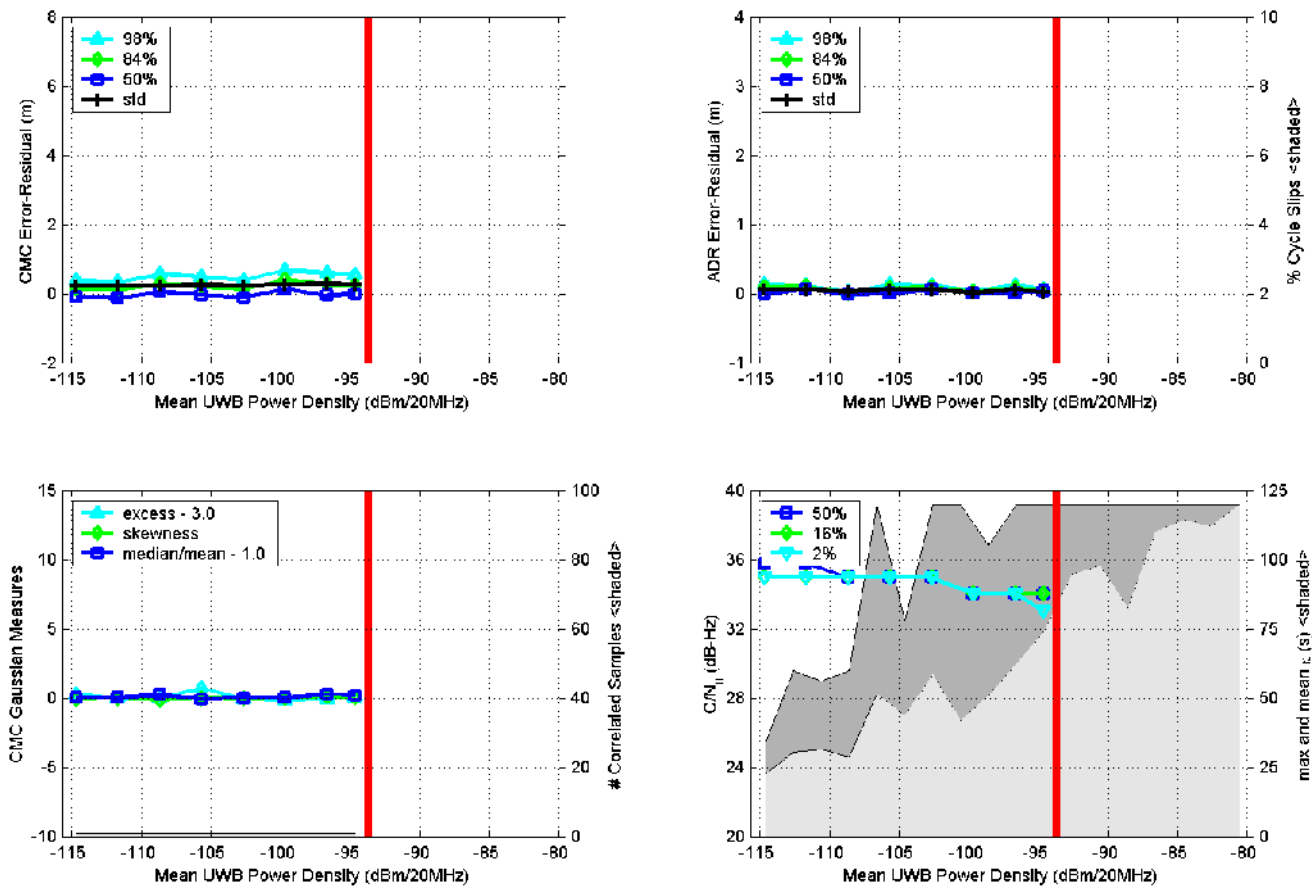 8
6
4
2
0
-2
CMC Error-Residual (m)
98%
84%
50%
std
-115 -110 -105 -100 -95 -90 -85 -80
Mean UWB Power Density (dBm/20MHz)
4
3
2
1
0
-1
ADR Error-Residual (m)
98%
84%
50%
std
10
8
6
4
2
0
% Cycle Slips <shaded>
-115 -110 -105 -100 -95 -90 -85 -80
Mean UWB Power Density (dBm/20MHz)
15
10
5
0
-5
-10
CMC Gaussian Measures
excess - 3.0
skewness
median/mean - 1.0
100
80
60
40
20
0
# Correlated Samples <shaded>
-115 -110 -105 -100 -95 -90 -85 -80
Mean UWB Power Density (dBm/20MHz)
40
36
32
28
24
20
(dB-Hz)
50%
16%
2%
125
100
75
50
25
0
max and mean (s) <shaded>
-115 -110 -105 -100 -95 -90 -85 -80
Mean UWB Power Density (dBm/20MHz)